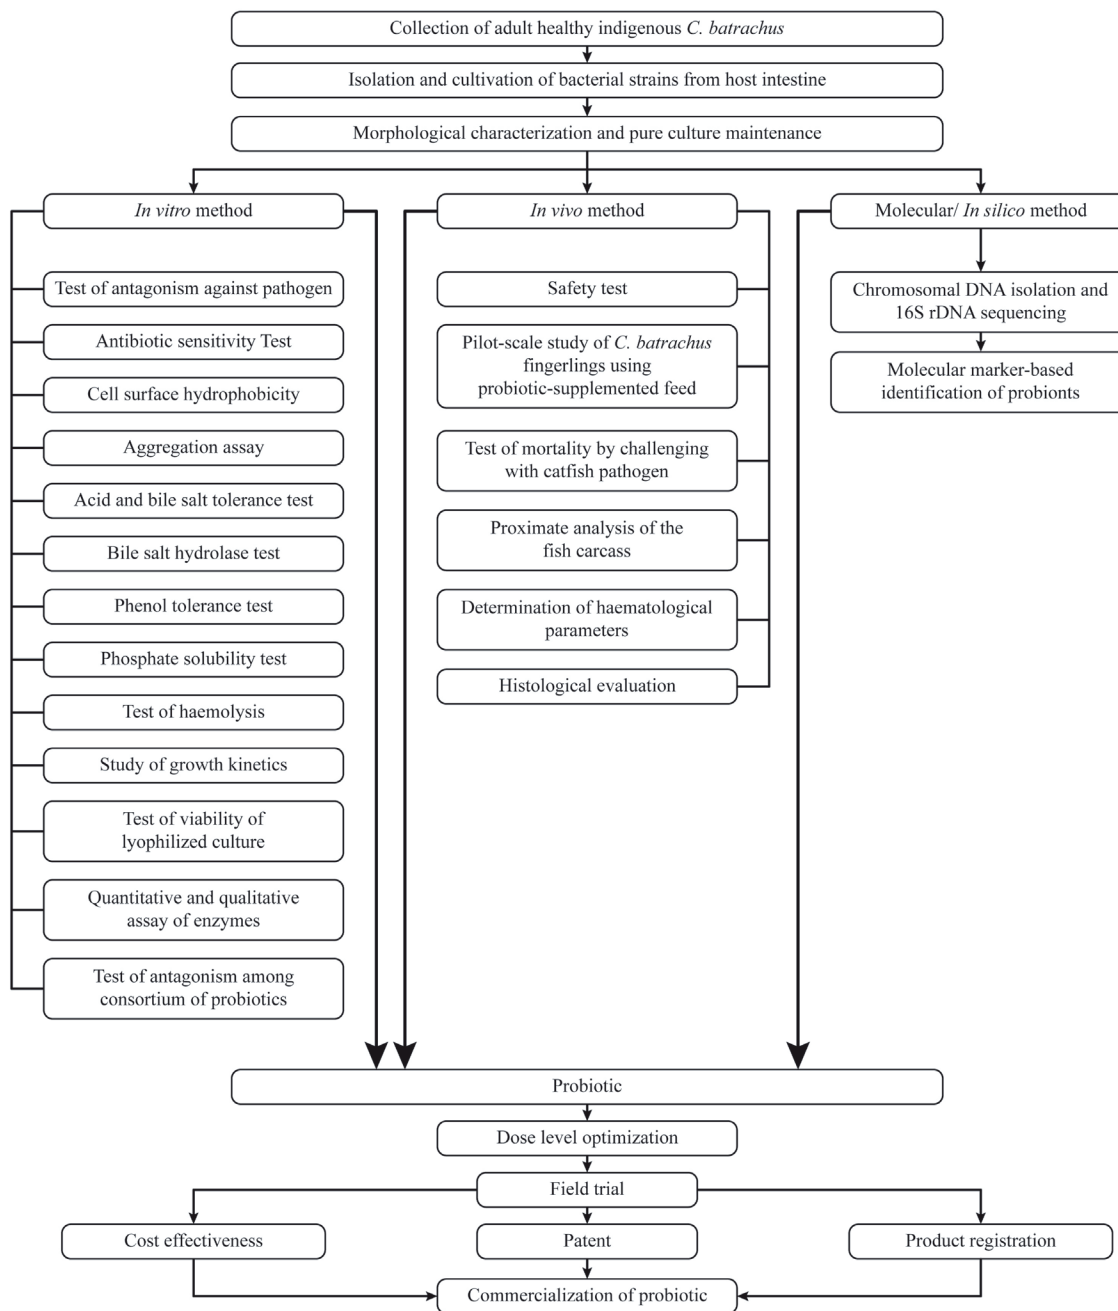 Collection of adult healthy indigenous C. batrachus
Isolation and cultivation of bacterial strains from host intestine
Morphological characterization and pure culture maintenance
In vitro method
Test of antagonism against pathogen
Antibiotic sensitivity Test
Cell surface hydrophobicity
Aggregation assay
Acid and bile salt tolerance test
Bile salt hydrolase test
Phenol tolerance test
Phosphate solubility test
Test of haemolysis
Study of growth kinetics
Test of viability of
lyophilized culture
Quantitative and qualitative
assay of enzymes
Test of antagonism among
consortium of probiotics
In vivo method
Safety test
Pilot-scale study of C. batrachus
fingerlings using
probiotic-supplemented feed
Test of mortality by challenging
with catfish pathogen
Proximate analysis of the
fish carcass
Determination of haematological
parameters
Histological evaluation
Molecular/ In silico method
Chromosomal DNA isolation and
16S rDNA sequencing
Molecular marker-based
identification of probionts
Probiotic
Dose level optimization
Field trial
Cost effectiveness
Patent
Product registration
Commercialization of probiotic